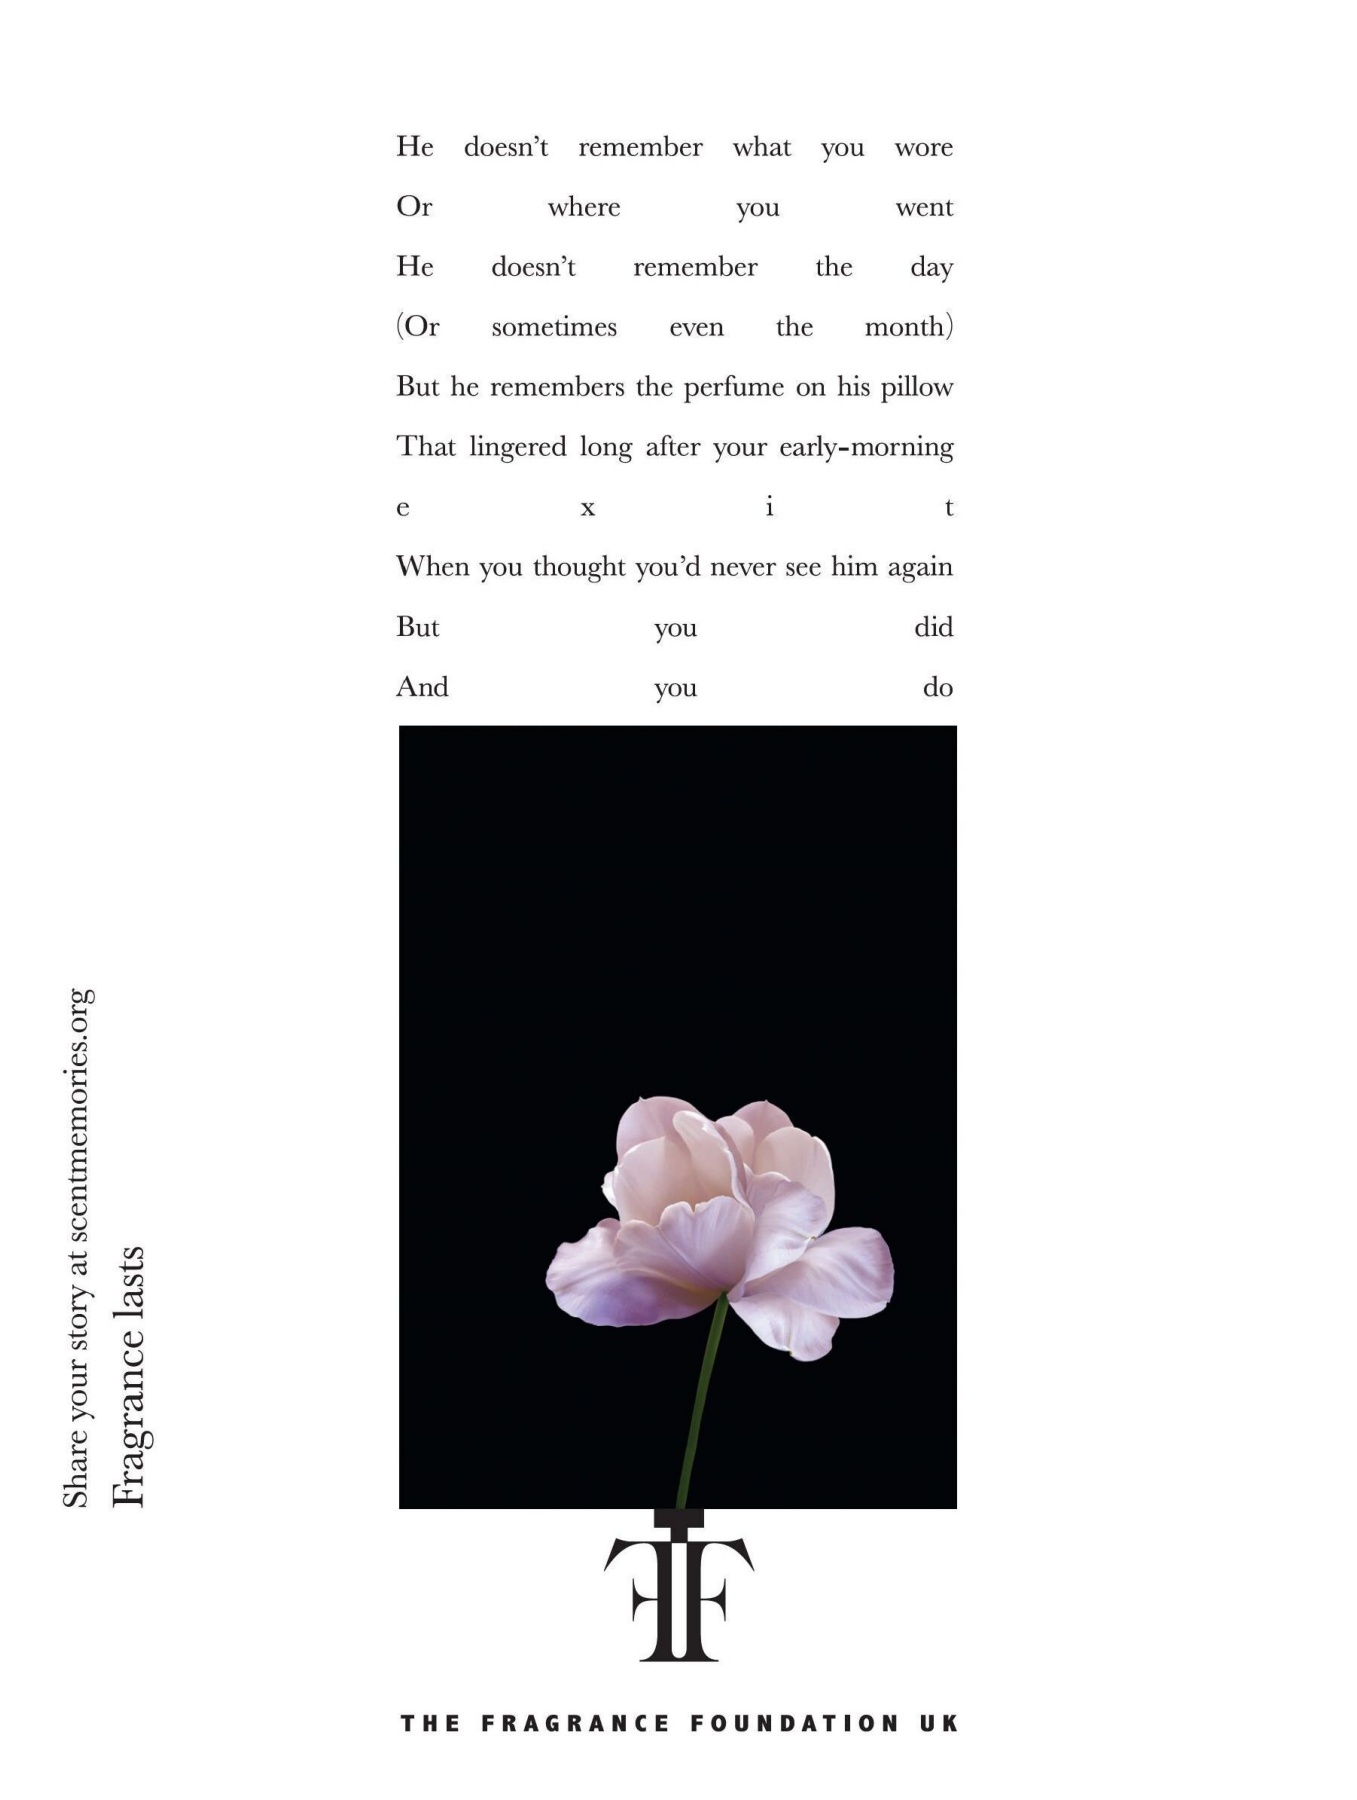 He doesn’t remember what you wore
Or where you went
He doesn’t remember the day
(Or sometimes even the month)
But he remembers the perfume on his pillow
That lingered long after your early-morning
e x i t
When you thought you’d never see him again
But you did
And you do
Share your story at scentmemories.org
Fragrance lasts
FF
THE FRAGRANCE FOUNDATION UK